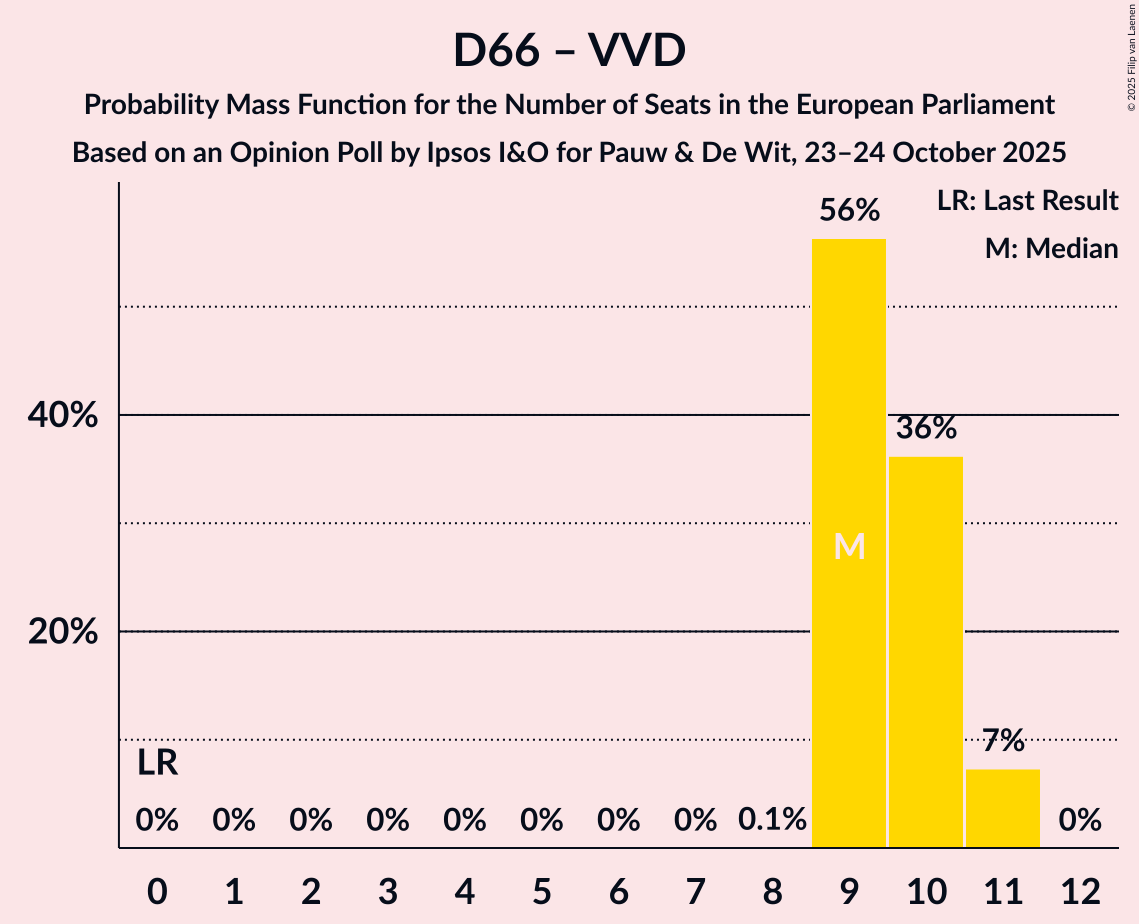 D66 – VVD
Probability Mass Function for the Number of Seats in the European Parliament
Based on an Opinion Poll by Ipsos I&O for Pauw & De Wit, 23–24 October 2025
© 2025 Filip van Laenen
LR: Last Result
M: Median
56%
40%
36%
M
20%
7%
LR
0% 0% 0% 0% 0% 0% 0% 0% 0.1% 0%
0 1 2 3 4 5 6 7 8 9 10 11 12